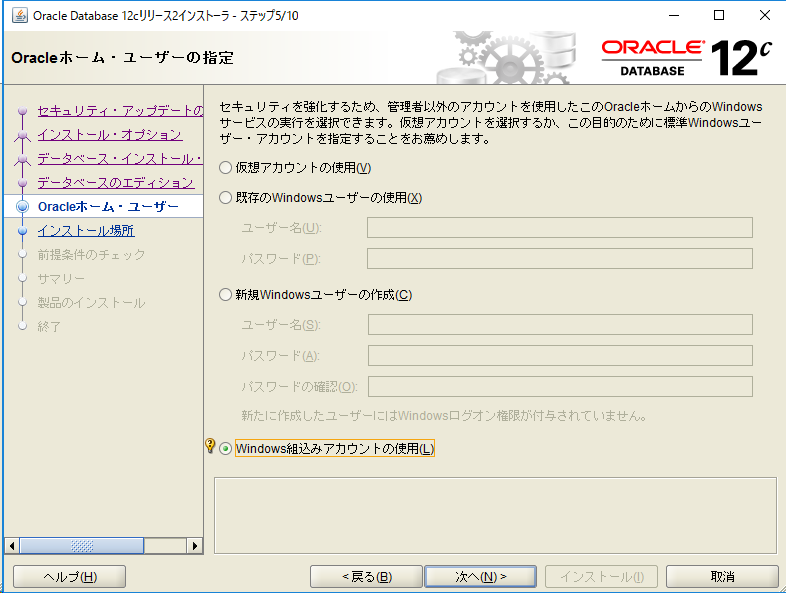 Oracle Database 12cリリース2インストーラ - ステップ5/10
Oracleホーム・ユーザーの指定
ORACLE
DATABASE
12c
セキュリティ・アップデートの
インストール・オプション
データベース・インストール・
データベースのエディション
Oracleホーム・ユーザー
インストール場所
前提条件のチェック
サマリー
製品のインストール
終了
セキュリティを強化するため、管理者以外のアカウントを使用したこのOracleホームからのWindows
サービスの実行を選択できます。仮想アカウントを選択するか、この目的のために標準Windowsユー
ザー・アカウントを指定することをお薦めします。
仮想アカウントの使用(V)
既存のWindowsユーザーの使用(X)
ユーザー名(U):
パスワード(P):
新規Windowsユーザーの作成(C)
ユーザー名(S):
パスワード(A):
パスワードの確認(O):
新たに作成したユーザーにはWindowsログオン権限が付与されていません。
Windows組込みアカウントの使用(L)
ヘルプ(H)
< 戻る(B)
次へ(N) >
インストール(I)
取消